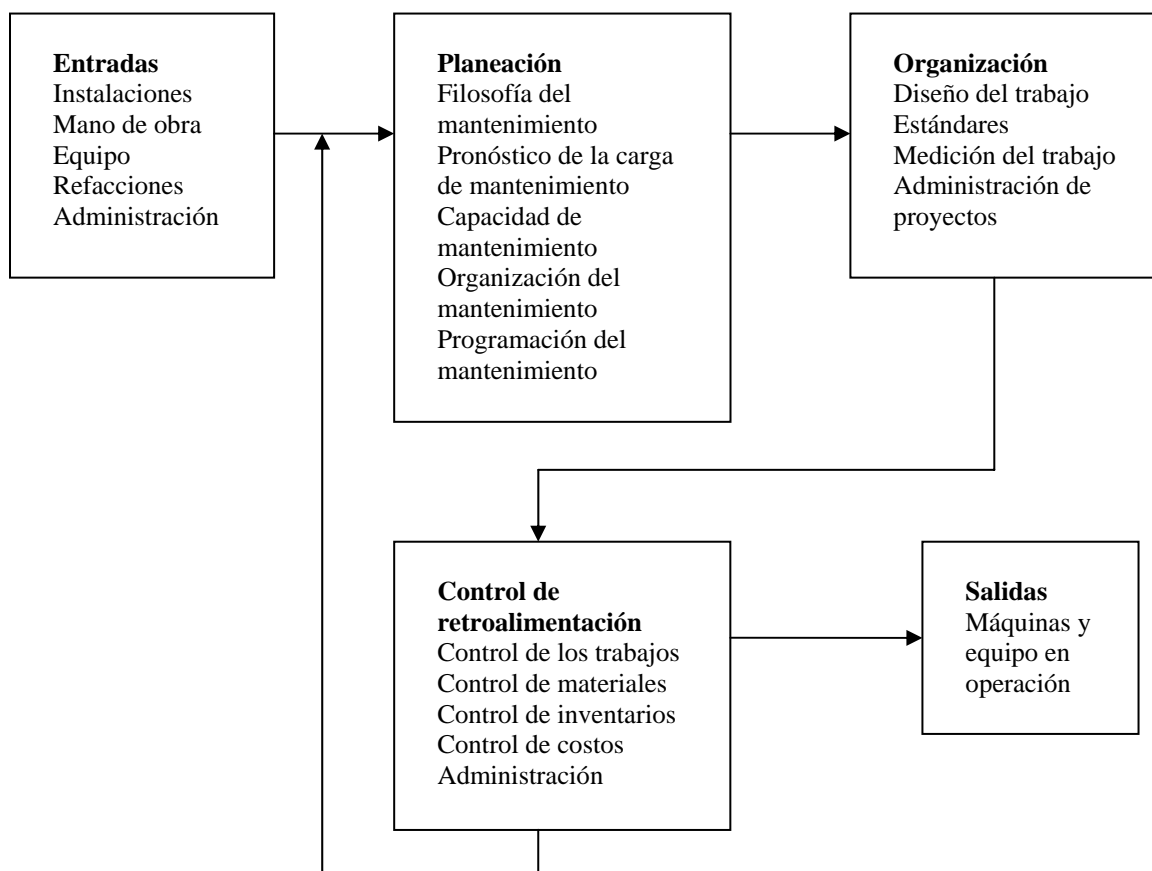 Entradas
Instalaciones
Mano de obra
Equipo
Refacciones
Administración
Planeación
Filosofía del
mantenimiento
Pronóstico de la carga
de mantenimiento
Capacidad de
mantenimiento
Organización del
mantenimiento
Programación del
mantenimiento
Organización
Diseño del trabajo
Estándares
Medición del trabajo
Administración de
proyectos
Control de
retroalimentación
Control de los trabajos
Control de materiales
Control de inventarios
Control de costos
Administración
Salidas
Máquinas y
equipo en
operación